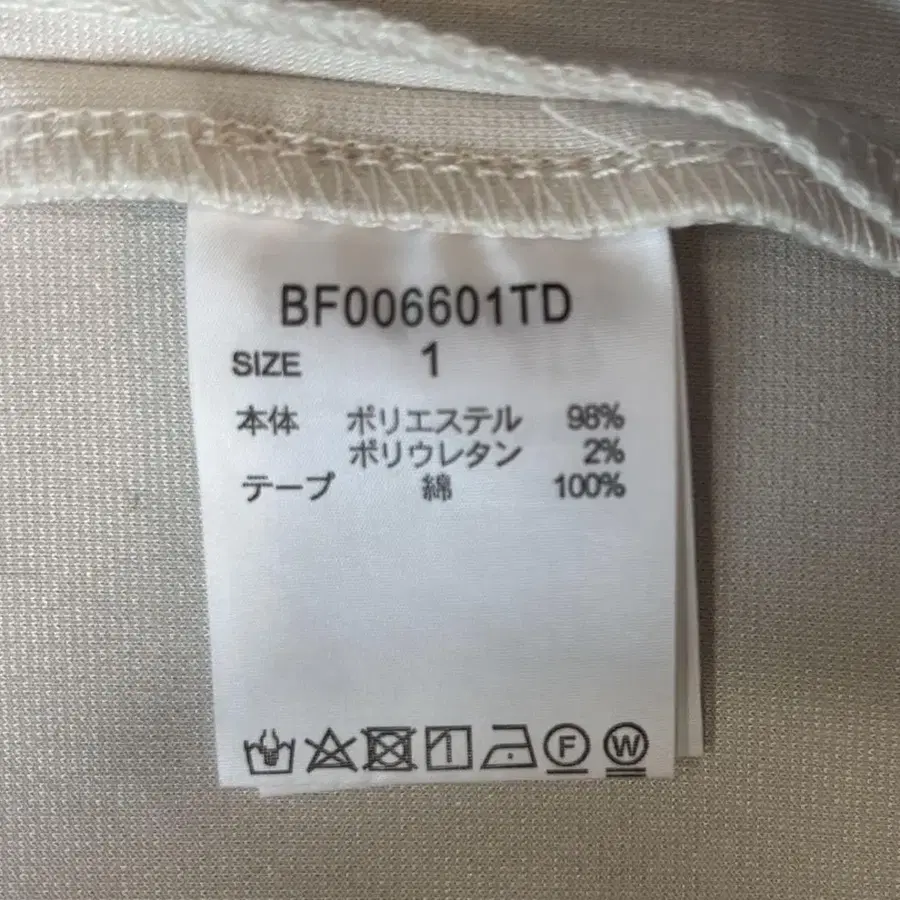 BF006601TD
SIZE 1
本体 ポリエステル 98%
ポリウレタン 2%
テープ 綿 100%
F W